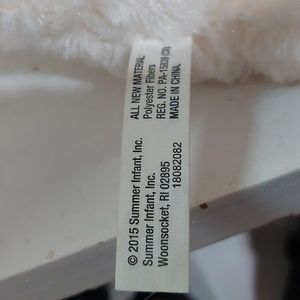 ALL NEW MATERIAL
Polyester Fibers
REG. NO. PA-15839 (CN)
MADE IN CHINA
© 2015 Summer Infant, Inc.
Summer Infant, Inc.
Woonsocket, RI 02895
18082082